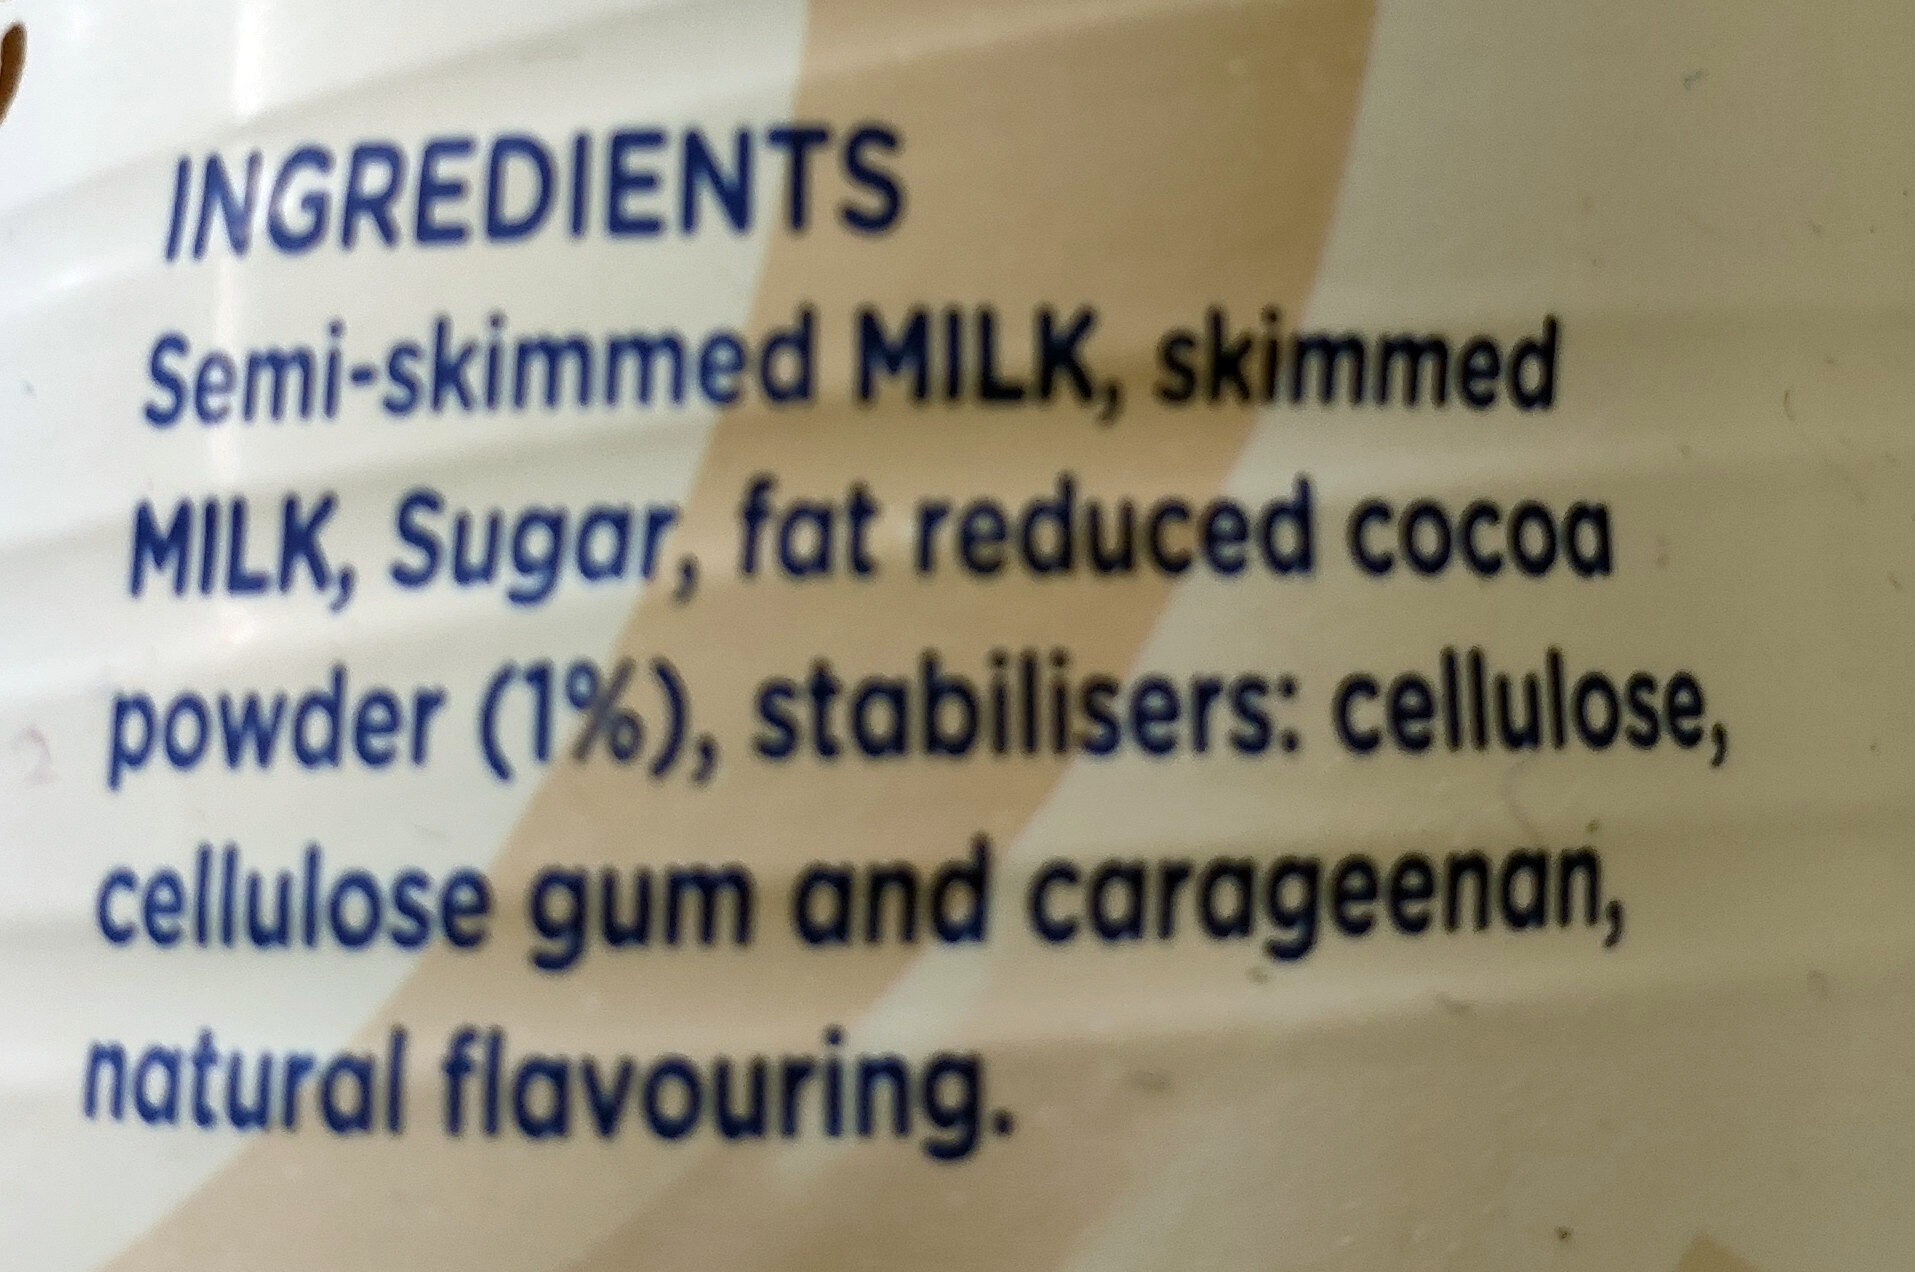 INGREDIENTS
Semi-skimmed MILK, skimmed
MILK, Sugar, fat reduced cocoa
powder (1%), stabilisers: cellulose,
cellulose gum and carageenan,
natural flavouring.